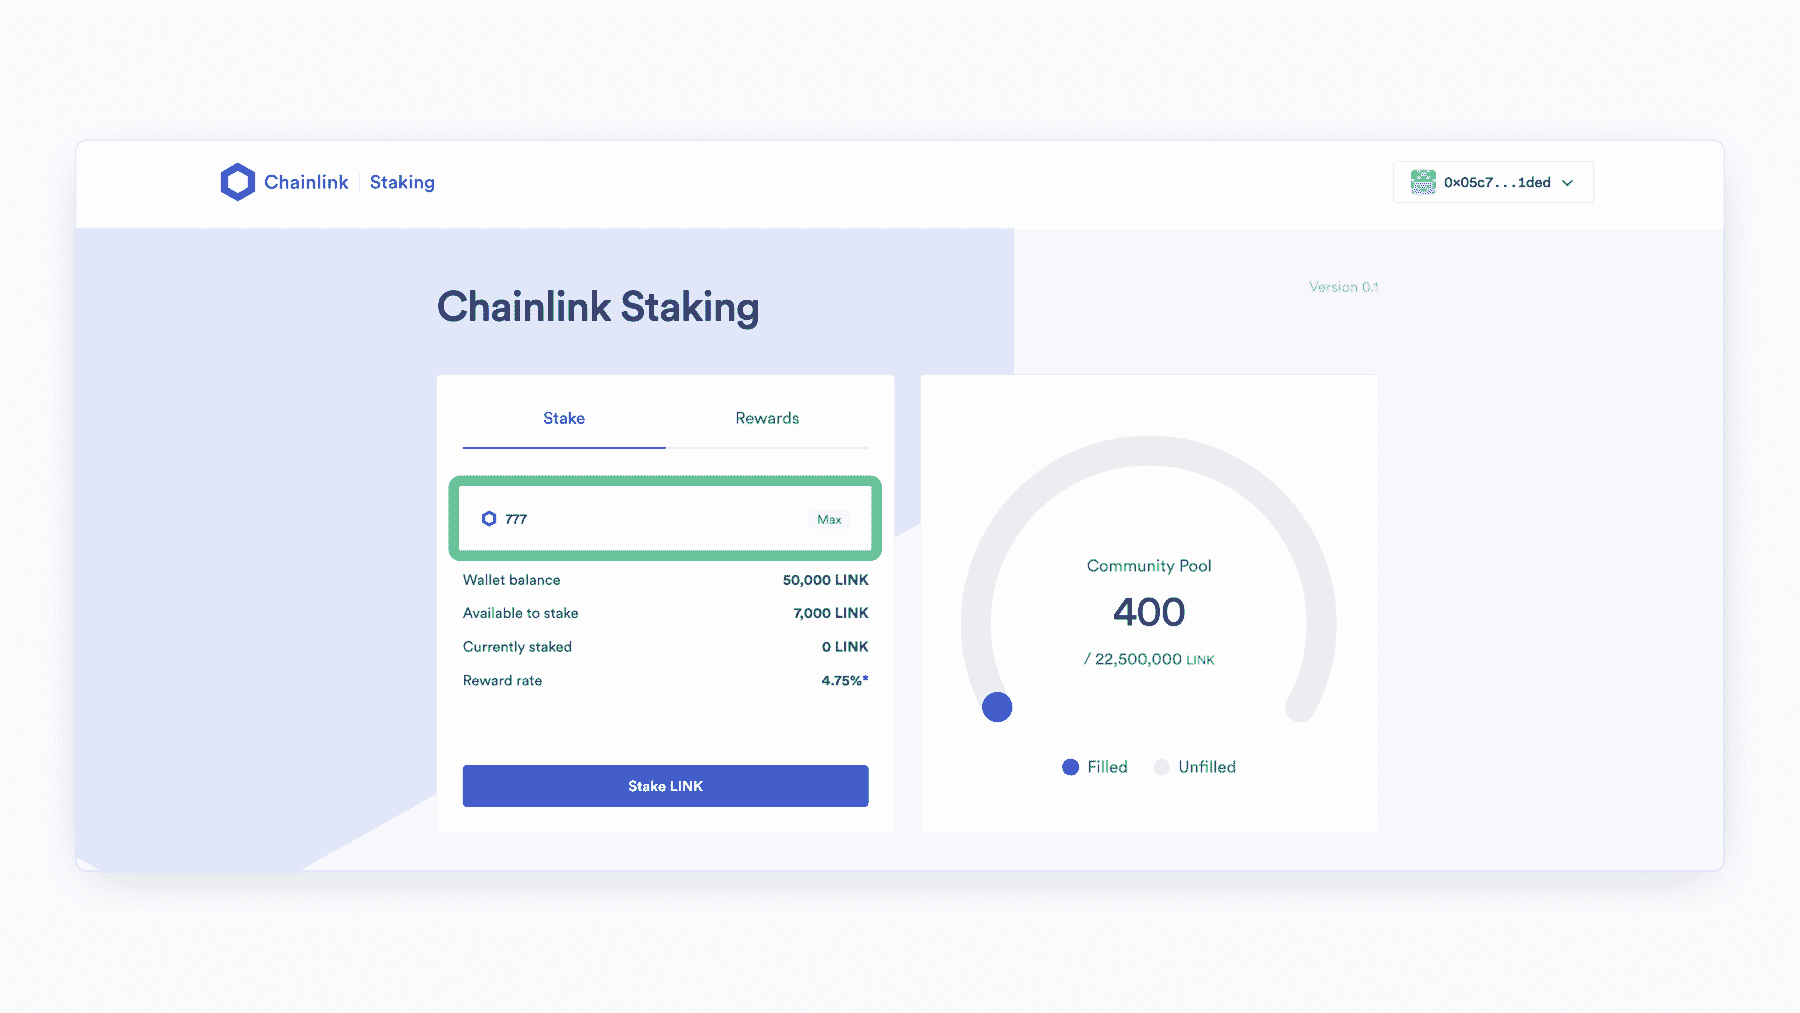 Chainlink Staking
0x05c7...1ded
Version 0.1
Chainlink Staking
Stake Rewards
777 Max
Wallet balance 50,000 LINK
Available to stake 7,000 LINK
Currently staked 0 LINK
Reward rate 4.75%*
Stake LINK
Community Pool
400
/ 22,500,000 LINK
Filled Unfilled